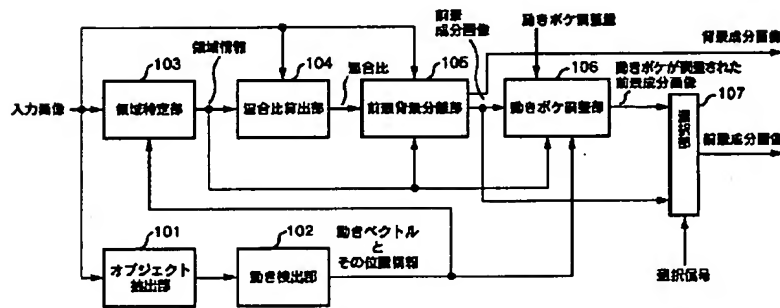 前景
成分画像
動きボケ調整量
背景成分画像
103
領域情報
104
混合比
105
106
動きボケが調整された
前景成分画像
107
入力画像
領域特定部
混合比算出部
前景背景分離部
動きボケ調整部
選択部
前景成分画像
101
102
動きベクトルと
その位置情報
オブジェクト
抽出部
動き検出部
選択信号